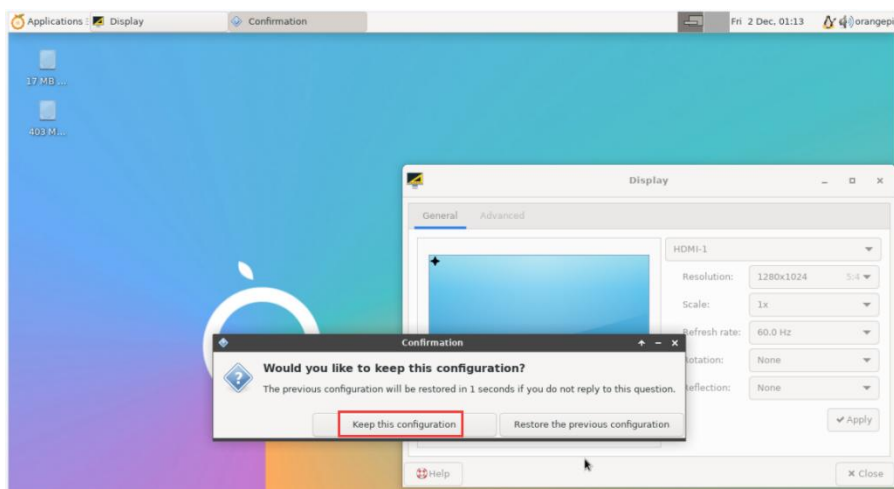 Applications Display Confirmation Fri 2 Dec, 01:13 orangepi
17 MB ...
403 M...
Display
General Advanced
HDMI-1
Resolution: 1280x1024 5:4
Scale: 1x
Refresh rate: 60.0 Hz
Rotation: None
Reflection: None
Apply
Confirmation
Would you like to keep this configuration?
The previous configuration will be restored in 1 seconds if you do not reply to this question.
Keep this configuration Restore the previous configuration
Help Close